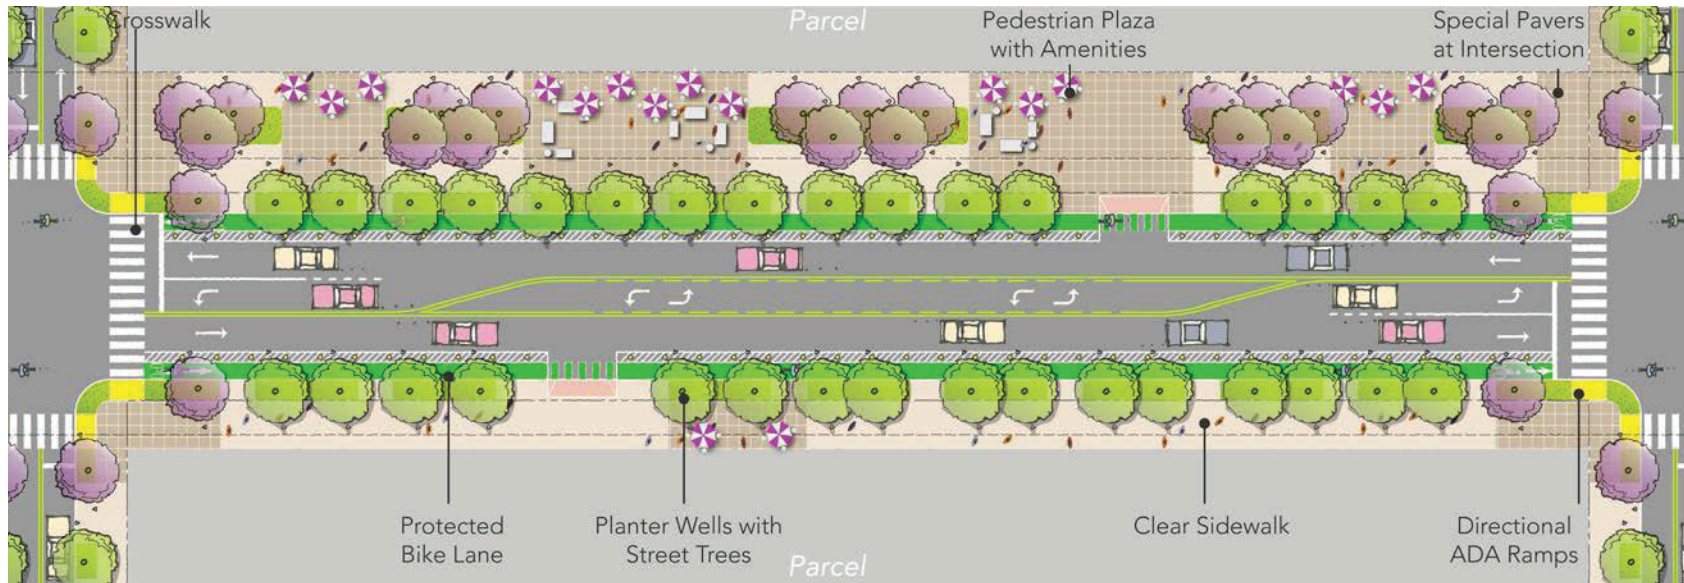 Crosswalk
Parcel
Pedestrian Plaza
with Amenities
Special Pavers
at Intersection
Protected
Bike Lane
Planter Wells with
Street Trees
Parcel
Clear Sidewalk
Directional
ADA Ramps